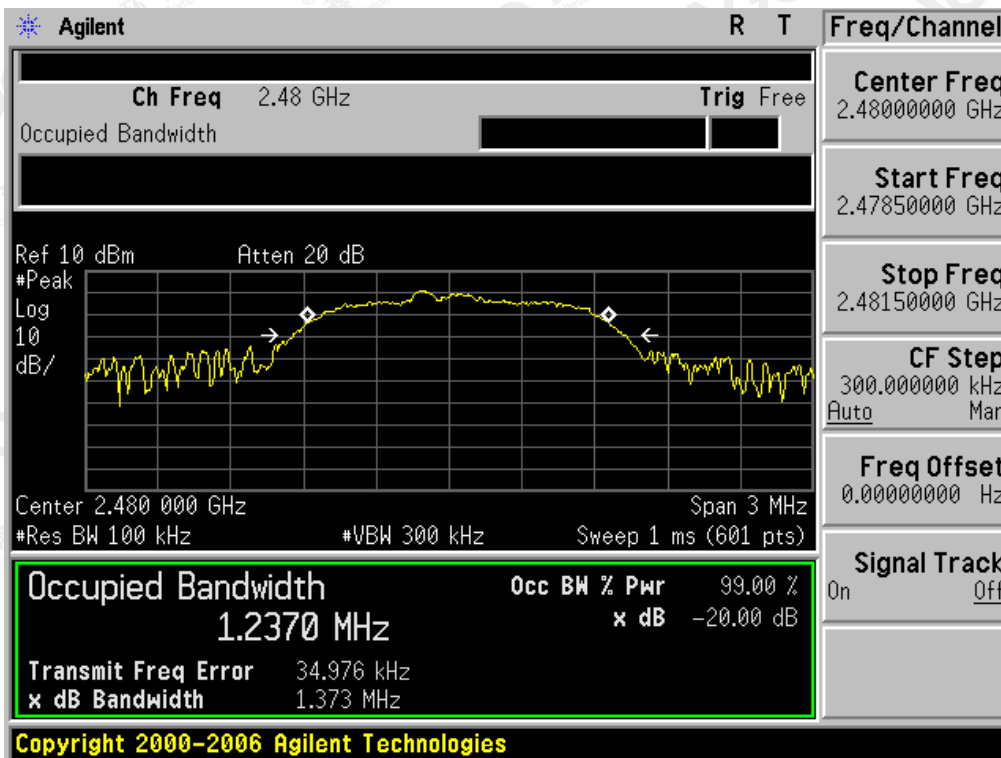 Agilent R T
Ch Freq 2.48 GHz Trig Free
Occupied Bandwidth
Ref 10 dBm Atten 20 dB
#Peak
Log
10
dB/
Center 2.480 000 GHz Span 3 MHz
#Res BW 100 kHz #VBW 300 kHz Sweep 1 ms (601 pts)
Occupied Bandwidth
1.2370 MHz
Occ BW % Pwr 99.00 %
x dB -20.00 dB
Transmit Freq Error 34.976 kHz
x dB Bandwidth 1.373 MHz
Copyright 2000-2006 Agilent Technologies
Freq/Channel
Center Freq
2.48000000 GHz
Start Freq
2.47850000 GHz
Stop Freq
2.48150000 GHz
CF Step
300.000000 kHz
Auto Man
Freq Offset
0.00000000 Hz
Signal Track
On Off